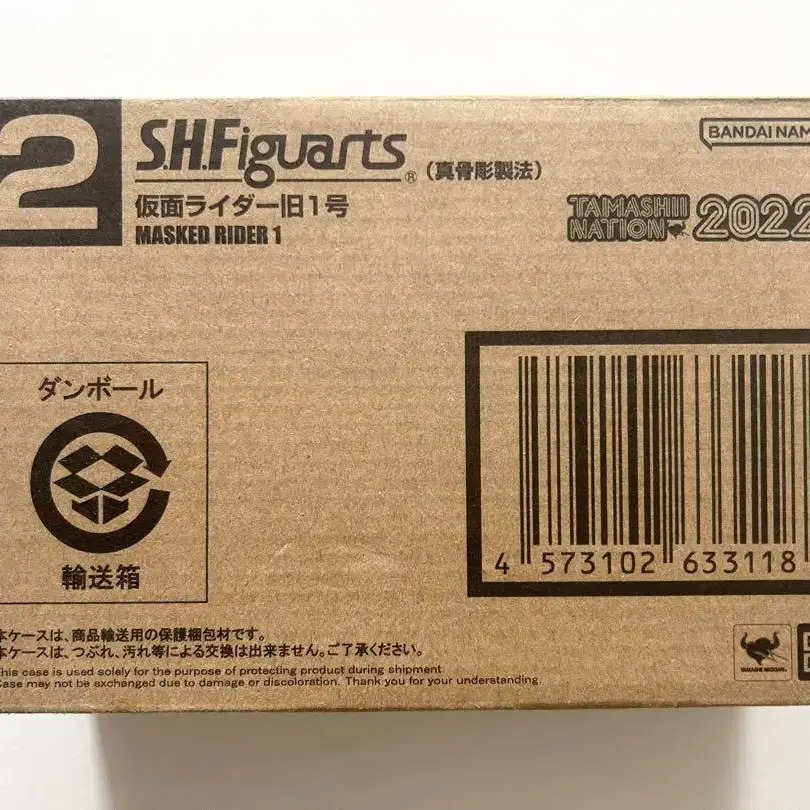 2
S.H.Figuarts® (真骨彫製法)
仮面ライダー旧1号
MASKED RIDER 1
BANDAI NAM
TAMASHII
NATION 2022
ダンボール
輸送箱
4 573102 633118
本ケースは、商品輸送用の保護梱包材です。
本ケースは、つぶれ、汚れ等による交換は出来ません。ご了承ください。
This case is used solely for the purpose of protecting product during shipment
Case may not be exchanged due to damage or discoloration. Thank you for your understanding.